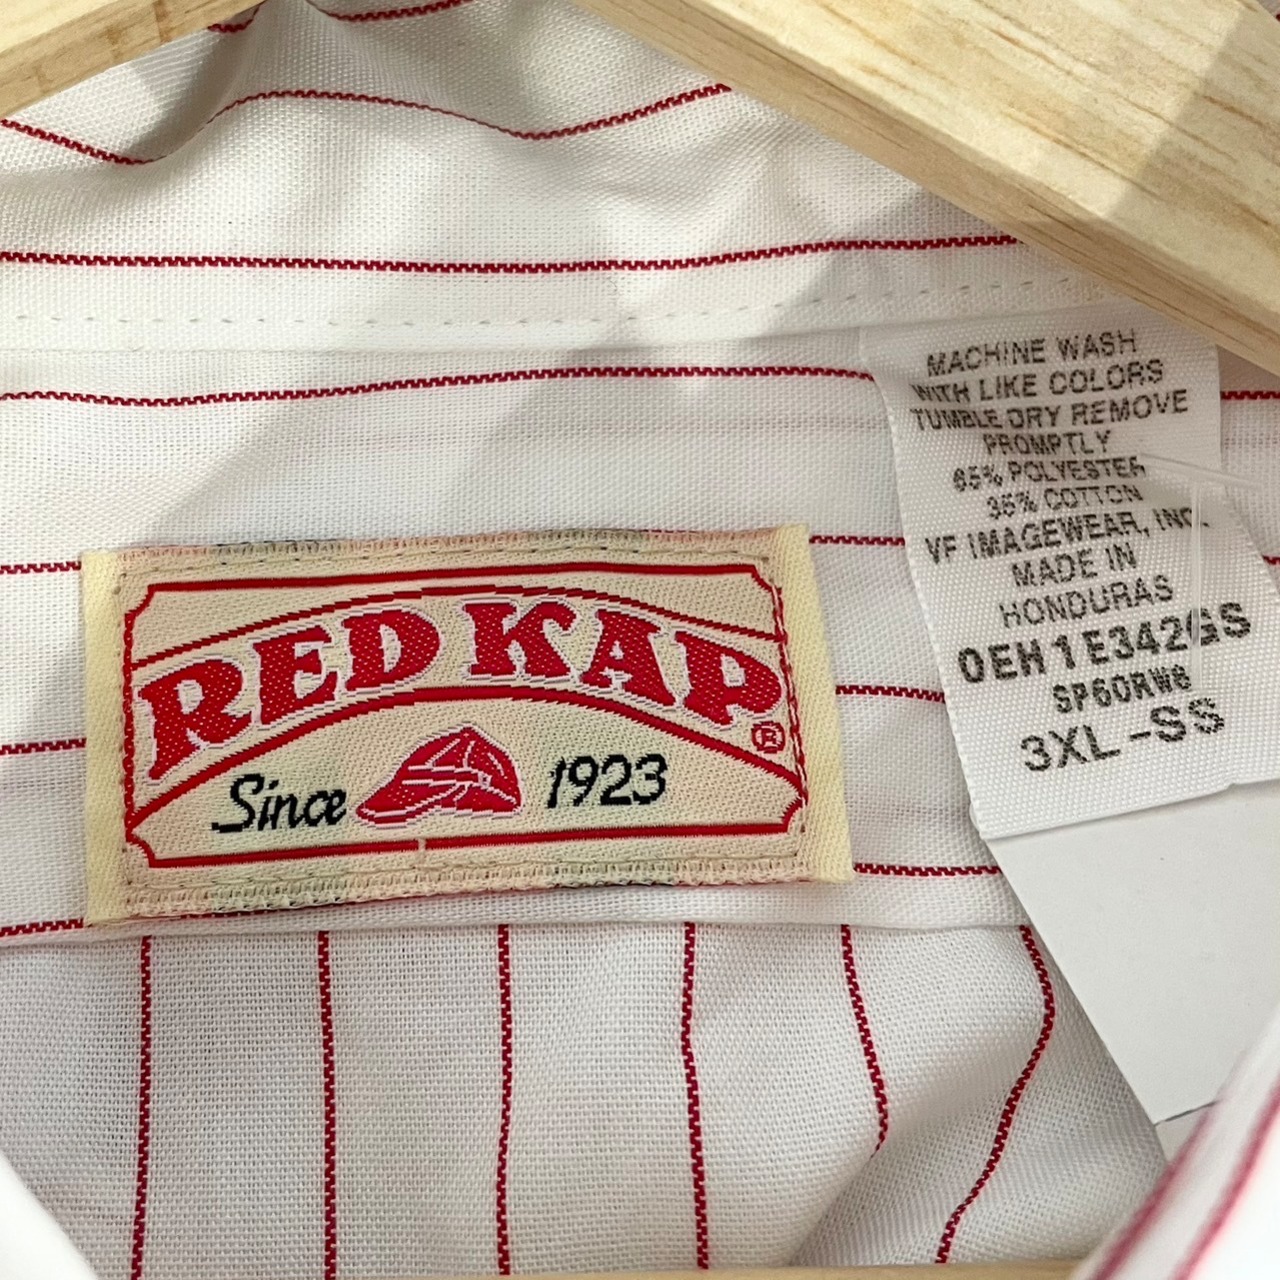 RED KAP
®
Since 1923
MACHINE WASH
WITH LIKE COLORS
TUMBLE DRY REMOVE
PROMPTLY
65% POLYESTER
35% COTTON
VF IMAGEWEAR, INC.
MADE IN
HONDURAS
0EH1E342GS
SP60RW6
3XL-SS